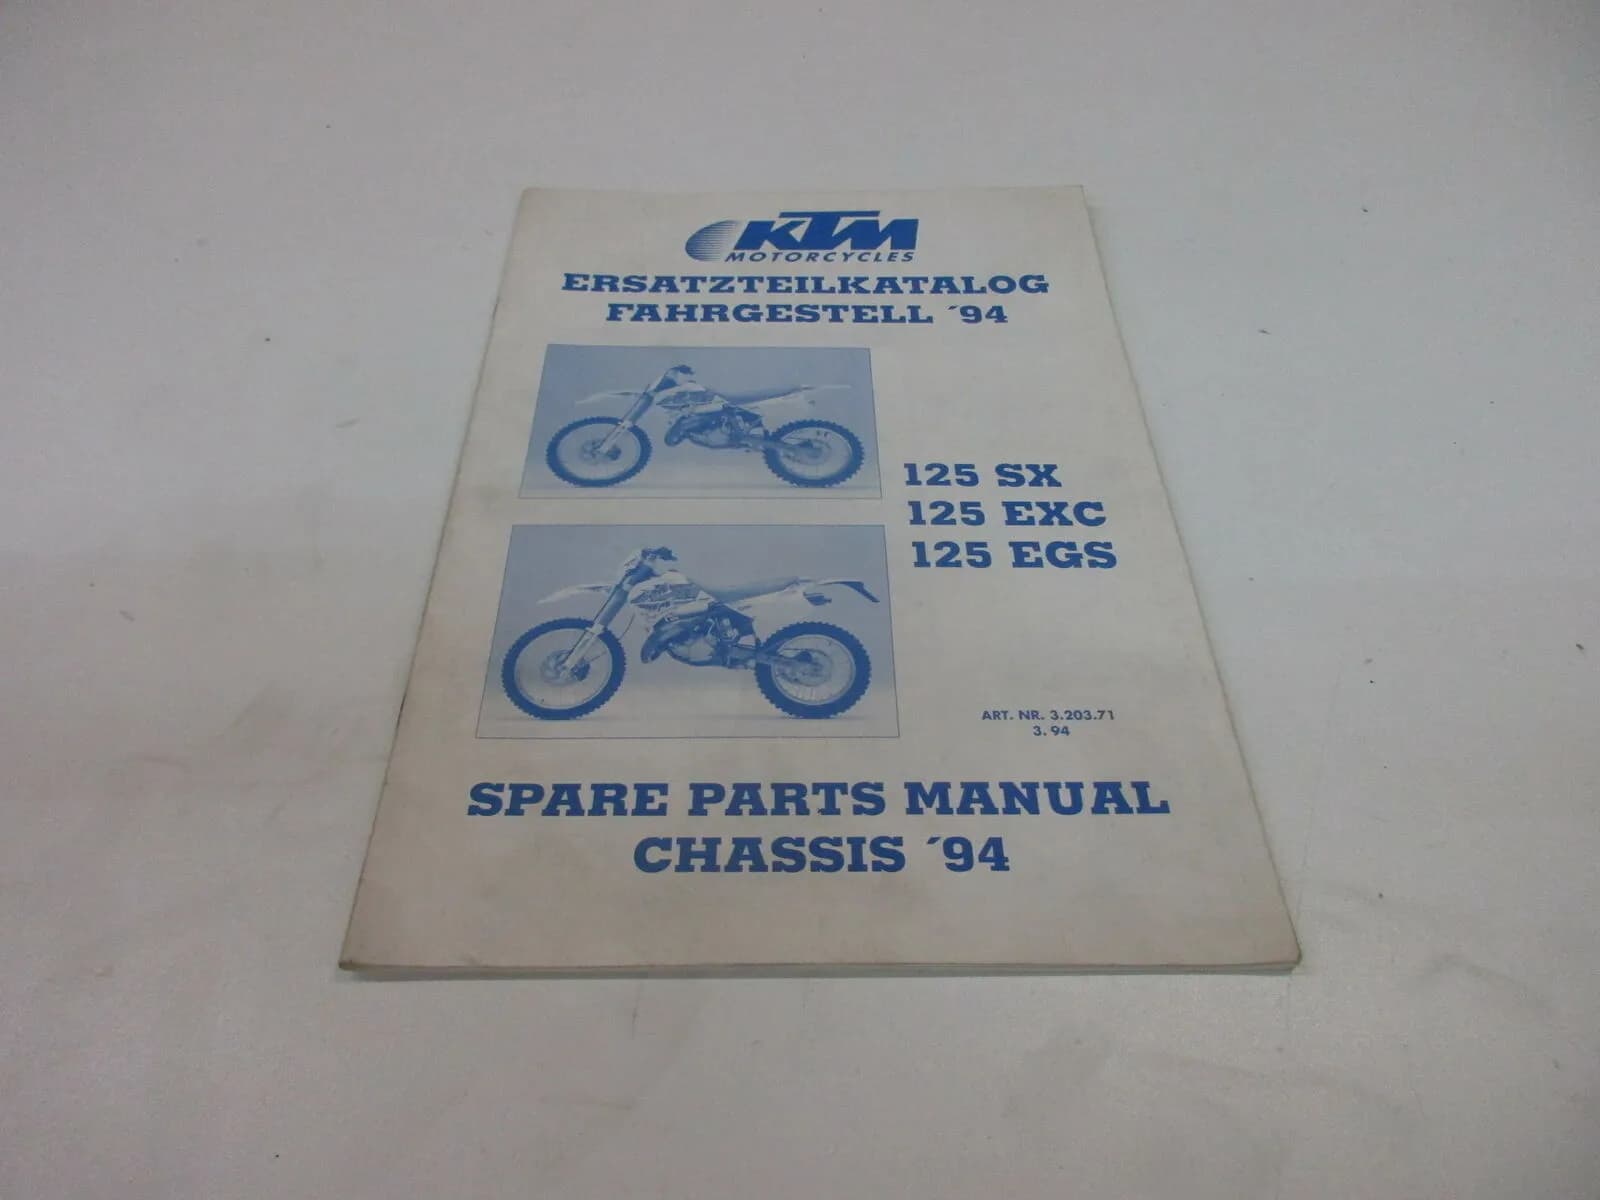 KTM
MOTORCYCLES
ERSATZTEILKATALOG
FAHRGESTELL ´94
125 SX
125 EXC
125 EGS
ART. NR. 3.203.71
3. 94
SPARE PARTS MANUAL
CHASSIS ´94